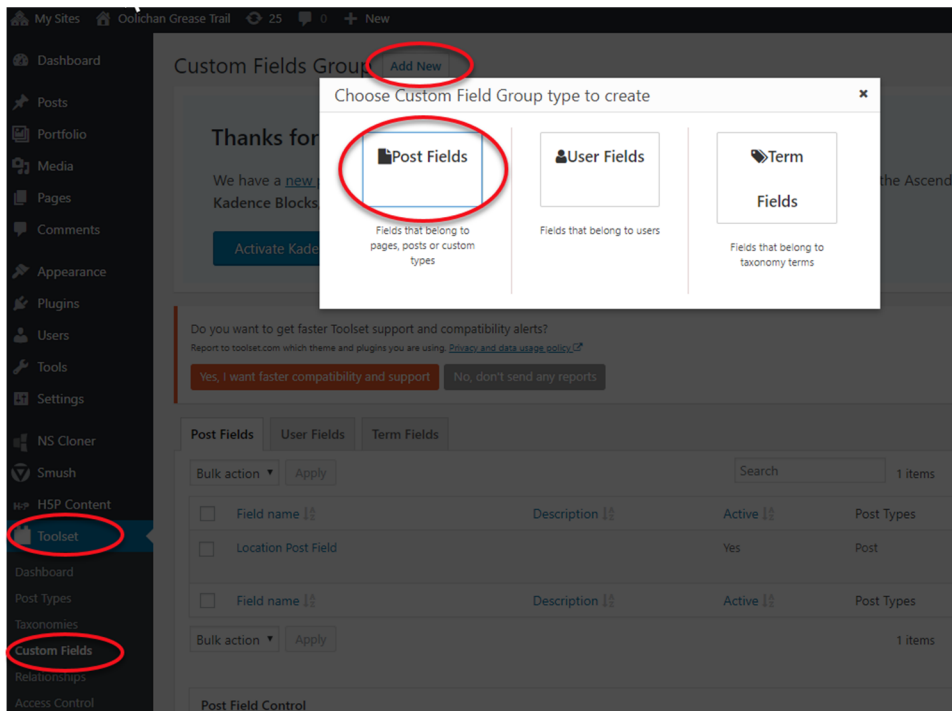 My Sites Oolichan Grease Trail 25 0 + New
Dashboard
Posts
Portfolio
Media
Pages
Comments
Appearance
Plugins
Users
Tools
Settings
NS Cloner
Smush
H5P H5P Content
Toolset
Dashboard
Post Types
Taxonomies
Custom Fields
Relationships
Access Control
Custom Fields Group Add New
Choose Custom Field Group type to create ×
Post Fields
Fields that belong to
pages, posts or custom
types
User Fields
Fields that belong to users
Term
Fields
Fields that belong to
taxonomy terms
Thanks for
We have a new the Ascend
Kadence Blocks,
Activate Kade
Do you want to get faster Toolset support and compatibility alerts?
Report to toolset.com which theme and plugins you are using. Privacy and data usage policy
Yes, I want faster compatibility and support No, don't send any reports
Post Fields User Fields Term Fields
Bulk action Apply Search 1 items
Field name Description Active Post Types
Location Post Field Yes Post
Field name Description Active Post Types
Bulk action Apply 1 items
Post Field Control